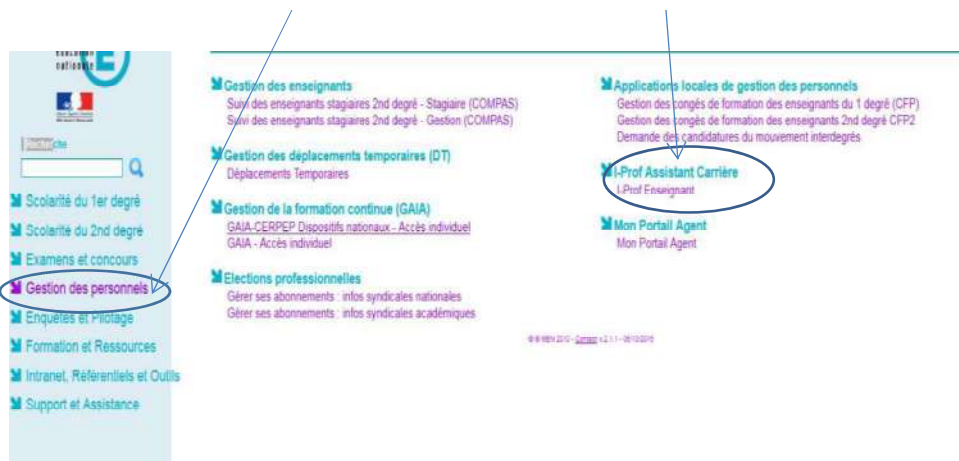 nationale
Recherche
Scolarité du 1er degré
Scolarité du 2nd degré
Examens et concours
Gestion des personnels
Enquêtes et Pilotage
Formation et Ressources
Intranet, Référentiels et Outils
Support et Assistance
Gestion des enseignants
Suivi des enseignants stagiaires 2nd degré - Stagiaire (COMPAS)
Suivi des enseignants stagiaires 2nd degré - Gestion (COMPAS)
Gestion des déplacements temporaires (DT)
Déplacements Temporaires
Gestion de la formation continue (GAIA)
GAIA-CERPEP Dispositifs nationaux - Accès individuel
GAIA - Accès individuel
Elections professionnelles
Gérer ses abonnements : infos syndicales nationales
Gérer ses abonnements : infos syndicales académiques
Applications locales de gestion des personnels
Gestion des congés de formation des enseignants du 1 degré (CFP)
Gestion des congès de formation des enseignants 2nd degré CFP2
Demande des candidatures du mouvement interdegrés
I-Prof Assistant Carrière
I-Prof Enseignant
Mon Portail Agent
Mon Portail Agent